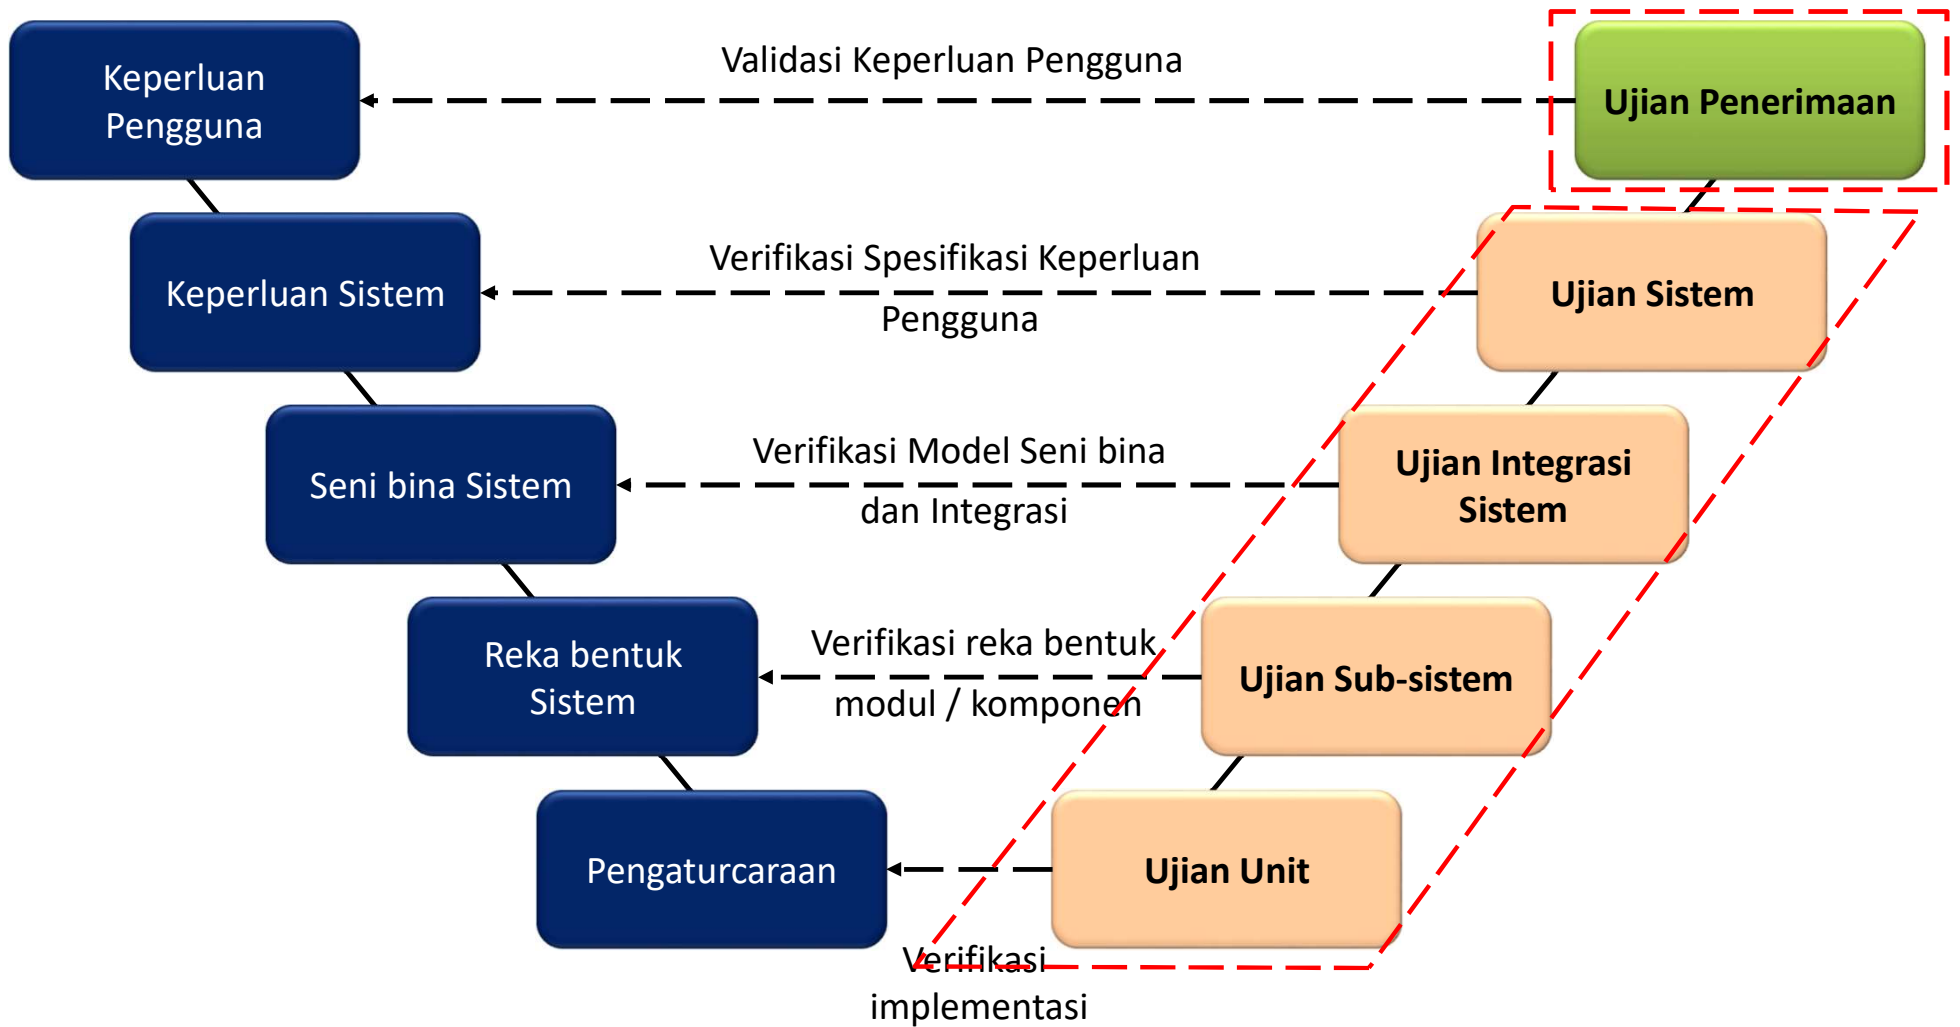 Keperluan
Pengguna
Validasi Keperluan Pengguna
Ujian Penerimaan
Keperluan Sistem
Verifikasi Spesifikasi Keperluan
Pengguna
Ujian Sistem
Seni bina Sistem
Verifikasi Model Seni bina
dan Integrasi
Ujian Integrasi
Sistem
Reka bentuk
Sistem
Verifikasi reka bentuk
modul / komponen
Ujian Sub-sistem
Pengaturcaraan
Ujian Unit
Verifikasi
implementasi